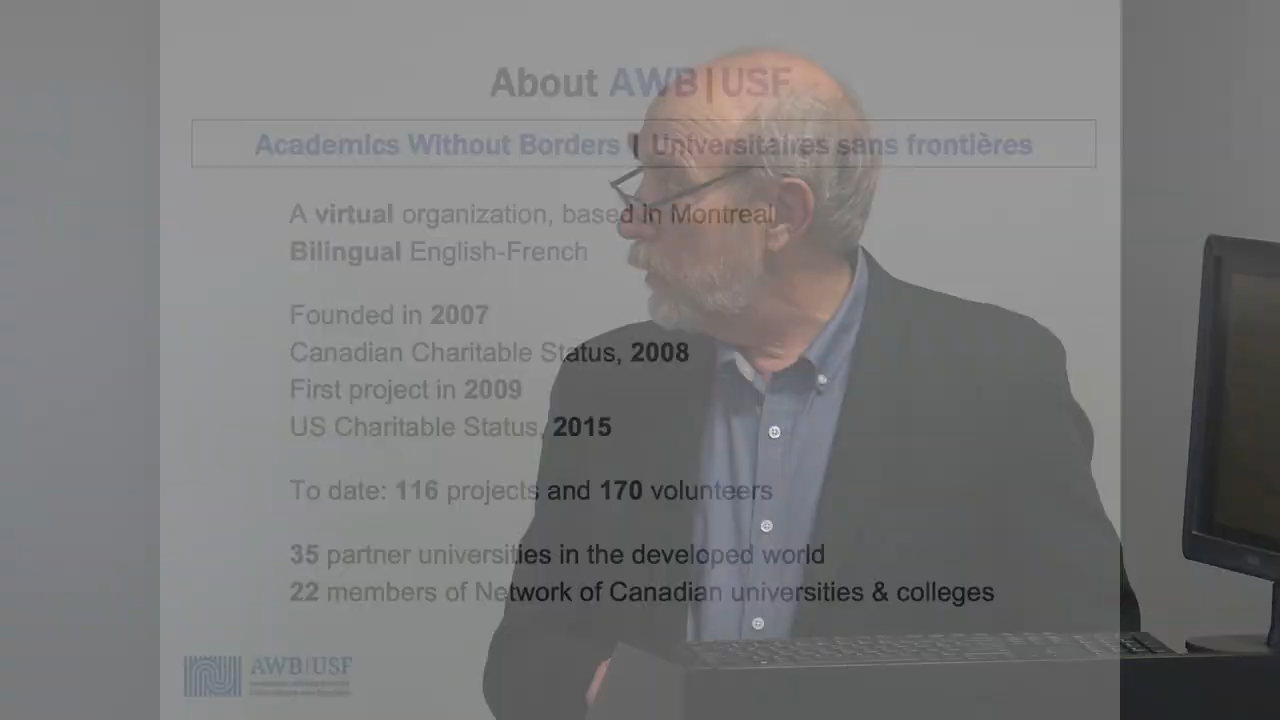 About AWB|USF
Academics Without Borders | Universitaires sans frontières
A virtual organization, based in Montreal
Bilingual English-French
Founded in 2007
Canadian Charitable Status, 2008
First project in 2009
US Charitable Status, 2015
To date: 116 projects and 170 volunteers
35 partner universities in the developed world
22 members of Network of Canadian universities & colleges
AWB|USF